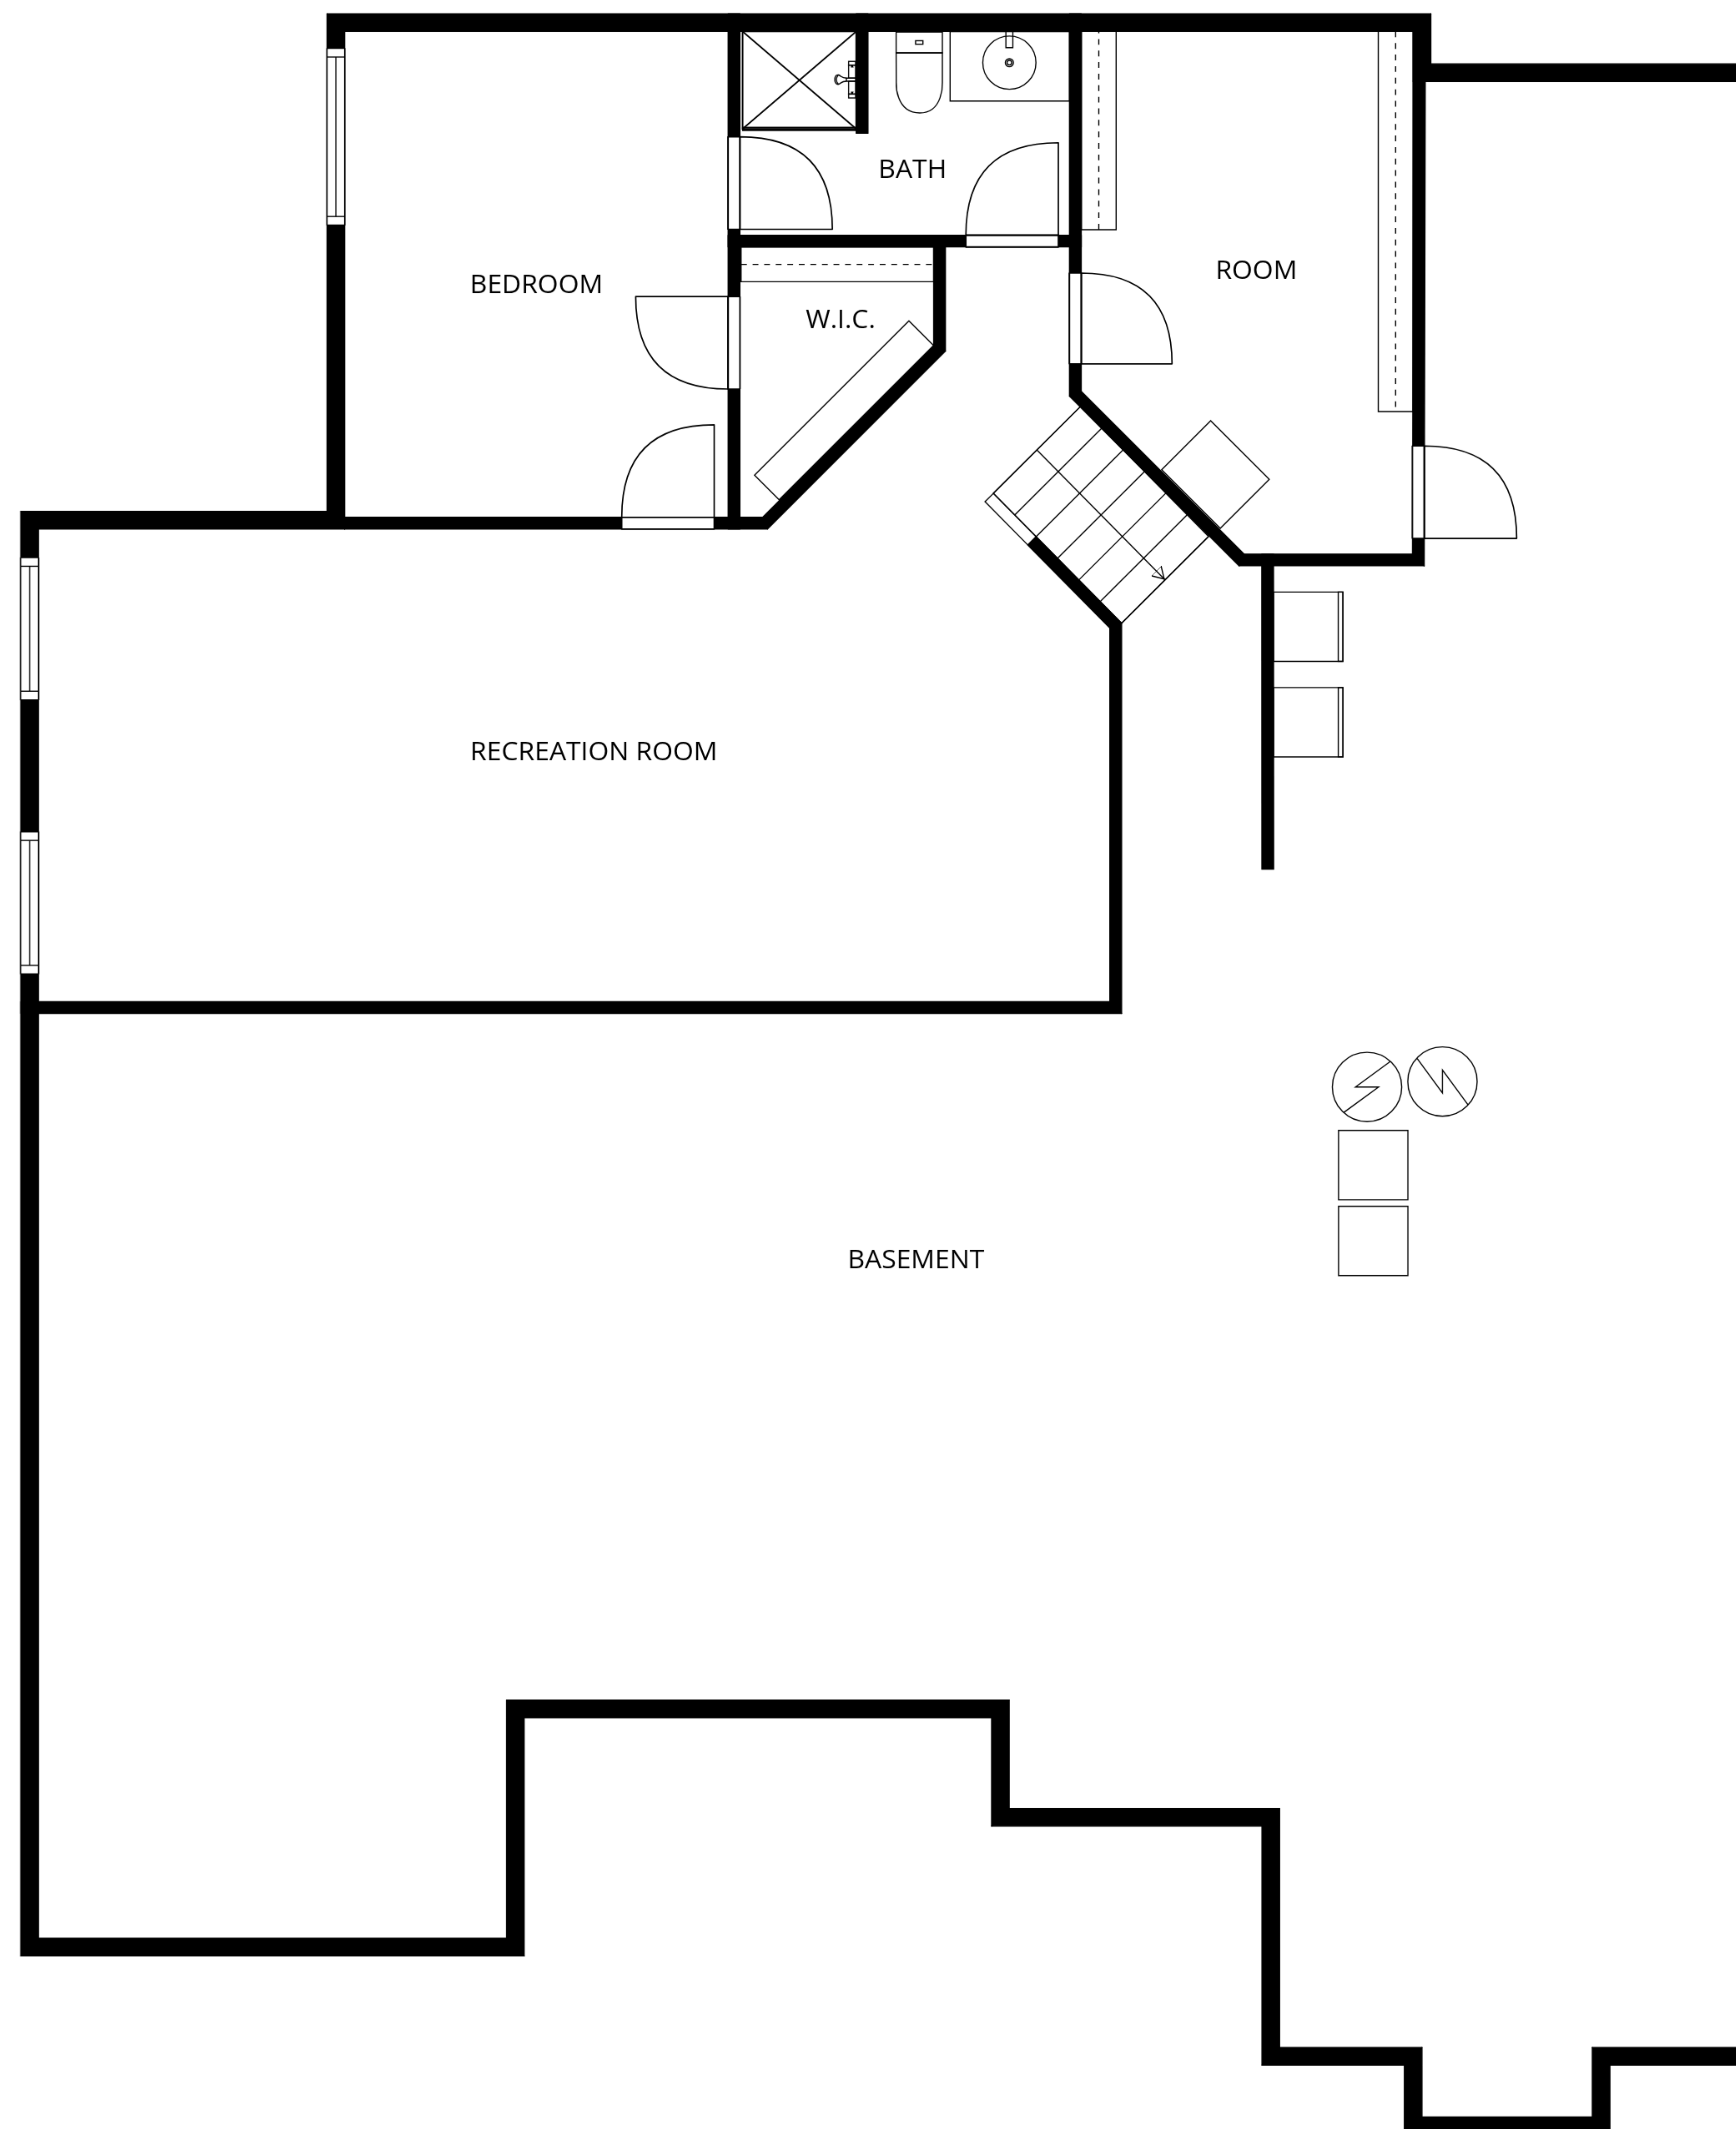 BATH
BEDROOM
ROOM
W.I.C.
RECREATION ROOM
BASEMENT